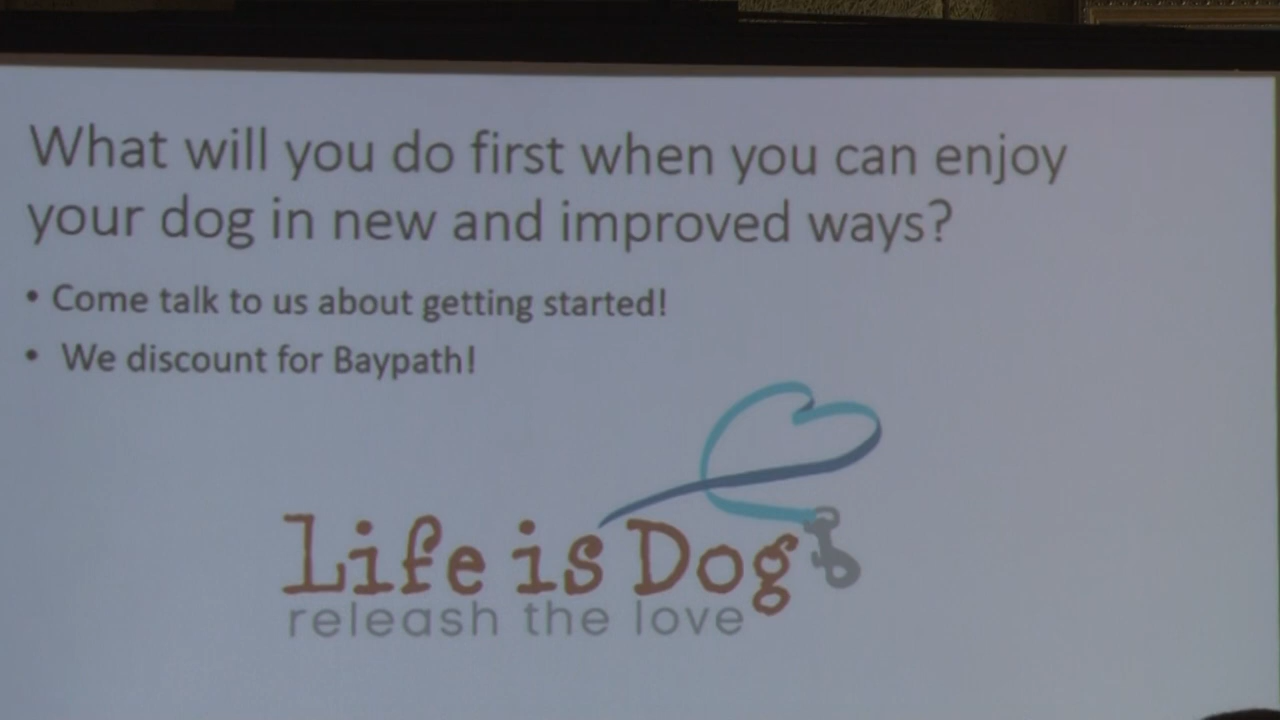 What will you do first when you can enjoy
your dog in new and improved ways?
• Come talk to us about getting started!
• We discount for Baypath!
Life is Dog
releash the love